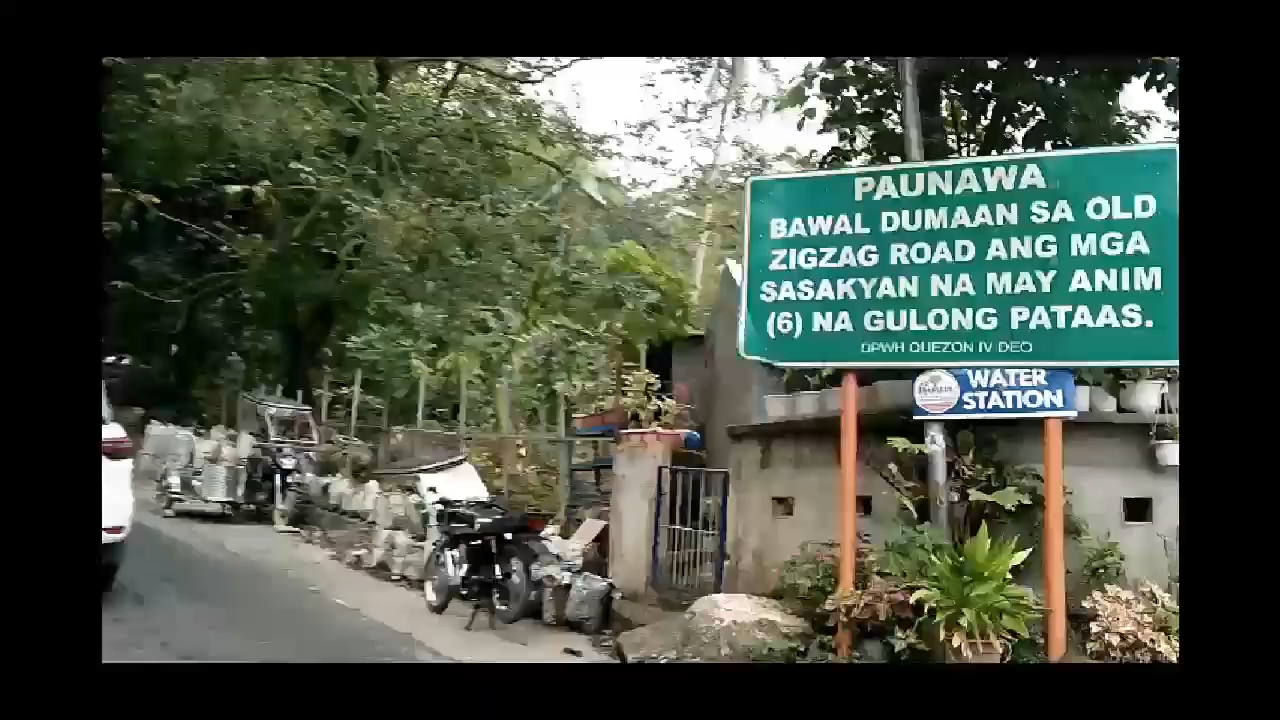 PAUNAWA
BAWAL DUMAAN SA OLD
ZIGZAG ROAD ANG MGA
SASAKYAN NA MAY ANIM
(6) NA GULONG PATAAS.
DPWH QUEZON IV DEO
WATER
STATION